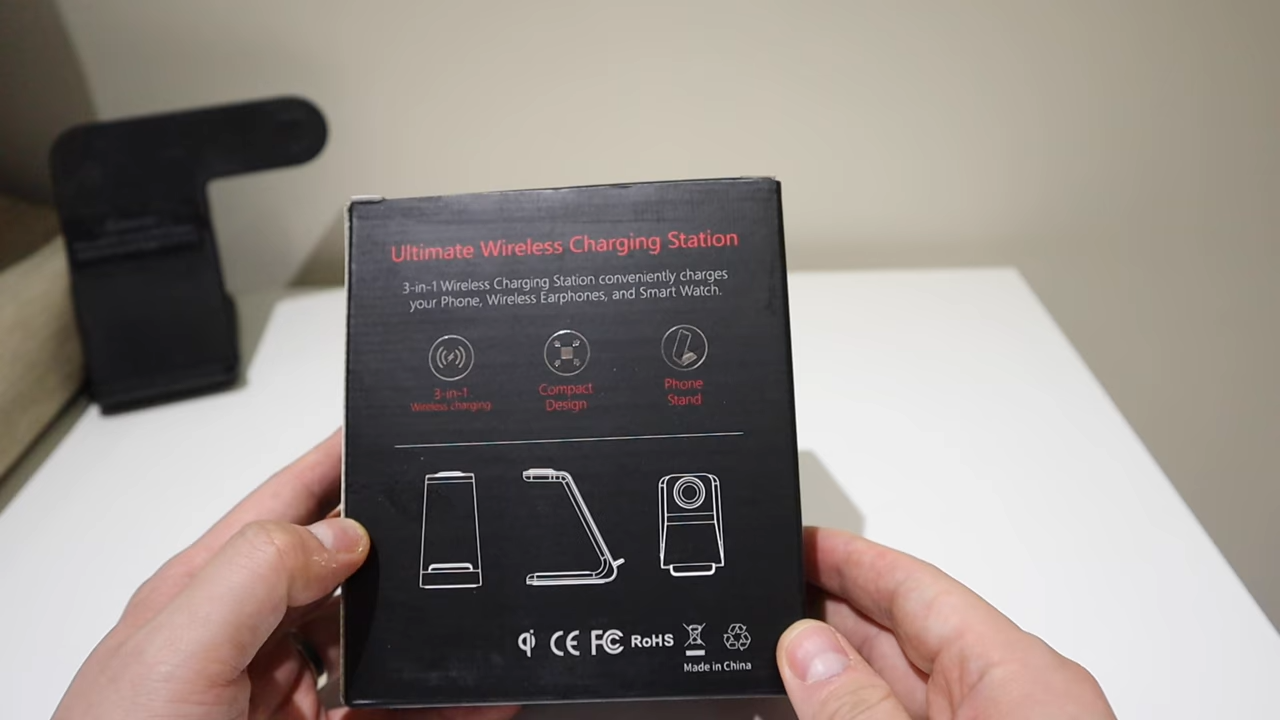 Ultimate Wireless Charging Station
3-in-1 Wireless Charging Station conveniently charges
your Phone, Wireless Earphones, and Smart Watch.
3-in-1
Wireless charging
Compact
Design
Phone
Stand
qi CE FC RoHS
Made in China